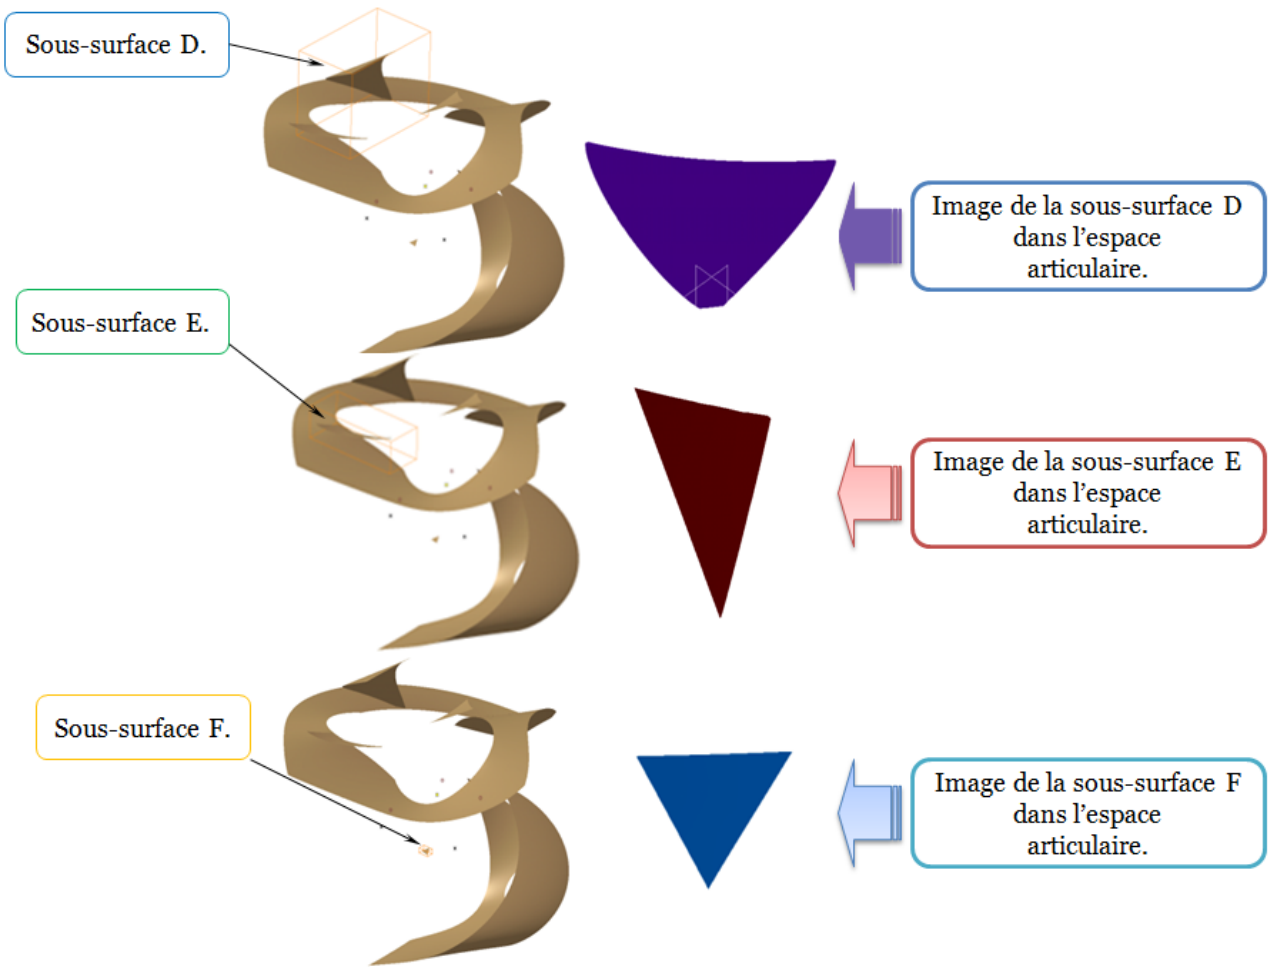 Sous-surface D.
Image de la sous-surface D
dans l’espace
articulaire.
Sous-surface E.
Image de la sous-surface E
dans l’espace
articulaire.
Sous-surface F.
Image de la sous-surface F
dans l’espace
articulaire.